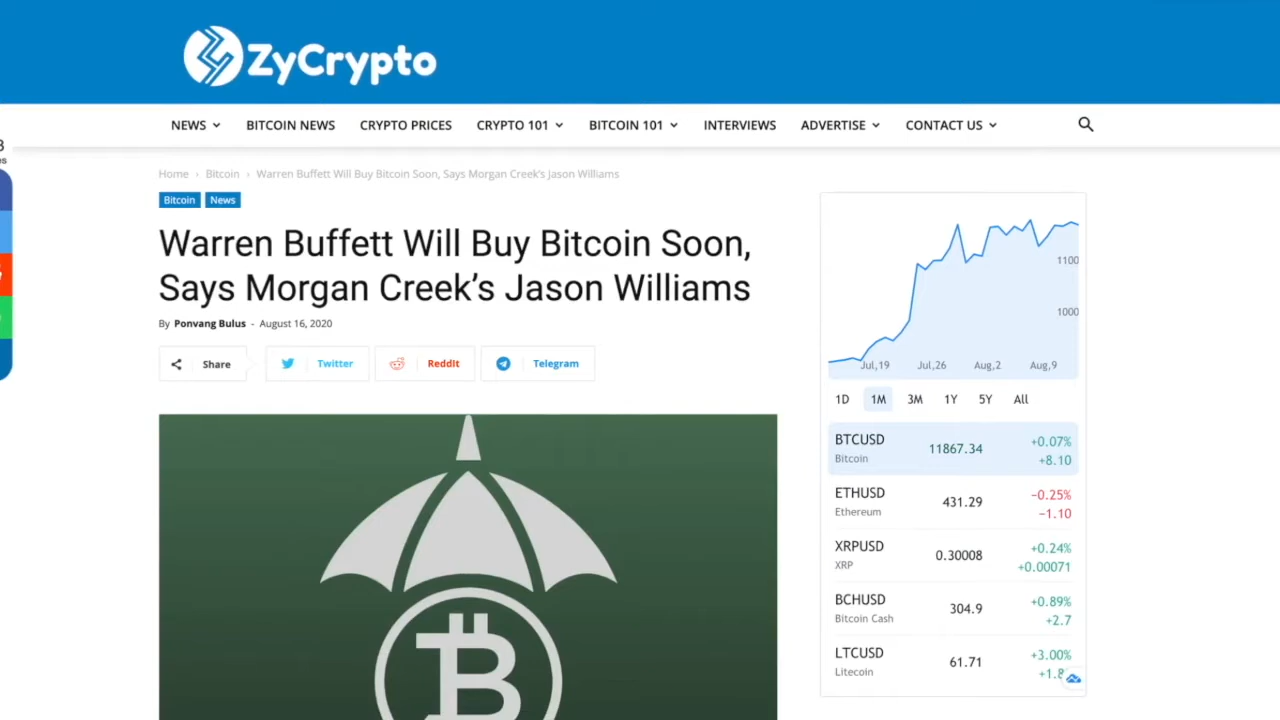 ZyCrypto
NEWS
BITCOIN NEWS
CRYPTO PRICES
CRYPTO 101
BITCOIN 101
INTERVIEWS
ADVERTISE
CONTACT US
Home › Bitcoin › Warren Buffett Will Buy Bitcoin Soon, Says Morgan Creek's Jason Williams
Bitcoin
News
Warren Buffett Will Buy Bitcoin Soon,
Says Morgan Creek's Jason Williams
By Ponvang Bulus - August 16, 2020
Share
Twitter
ReddIt
Telegram
1100
1000
Jul,19
Jul,26
Aug,2
Aug,9
1D
1M
3M
1Y
5Y
All
BTCUSD 11867.34 +0.07%
Bitcoin +8.10
ETHUSD 431.29 −0.25%
Ethereum −1.10
XRPUSD 0.30008 +0.24%
XRP +0.00071
BCHUSD 304.9 +0.89%
Bitcoin Cash +2.7
LTCUSD 61.71 +3.00%
Litecoin